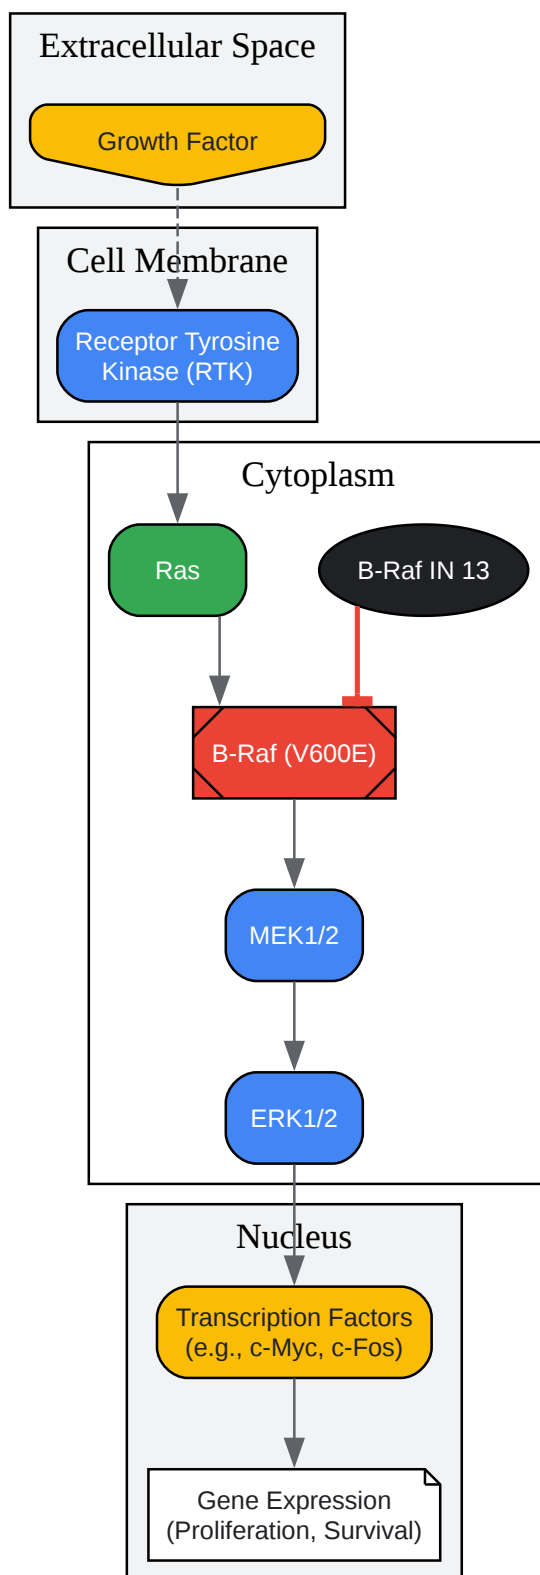 Extracellular Space
Growth Factor
Cell Membrane
Receptor Tyrosine
Kinase (RTK)
Cytoplasm
Ras
B-Raf IN 13
B-Raf (V600E)
MEK1/2
ERK1/2
Nucleus
Transcription Factors
(e.g., c-Myc, c-Fos)
Gene Expression
(Proliferation, Survival)